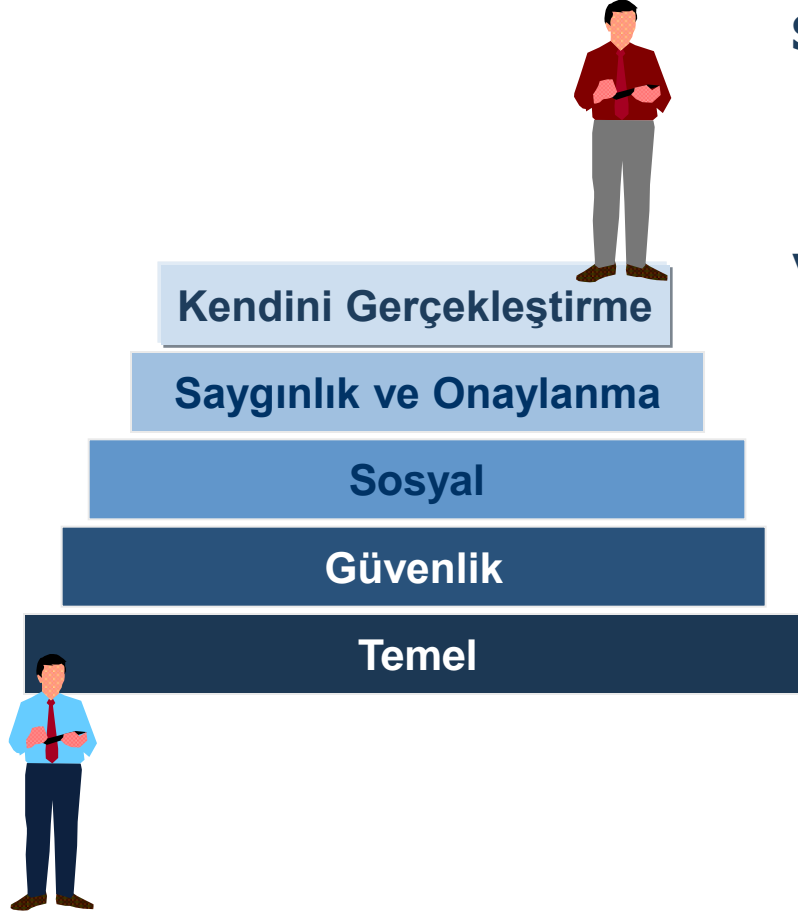 Kendini Gerçekleştirme
Saygınlık ve Onaylanma
Sosyal
Güvenlik
Temel